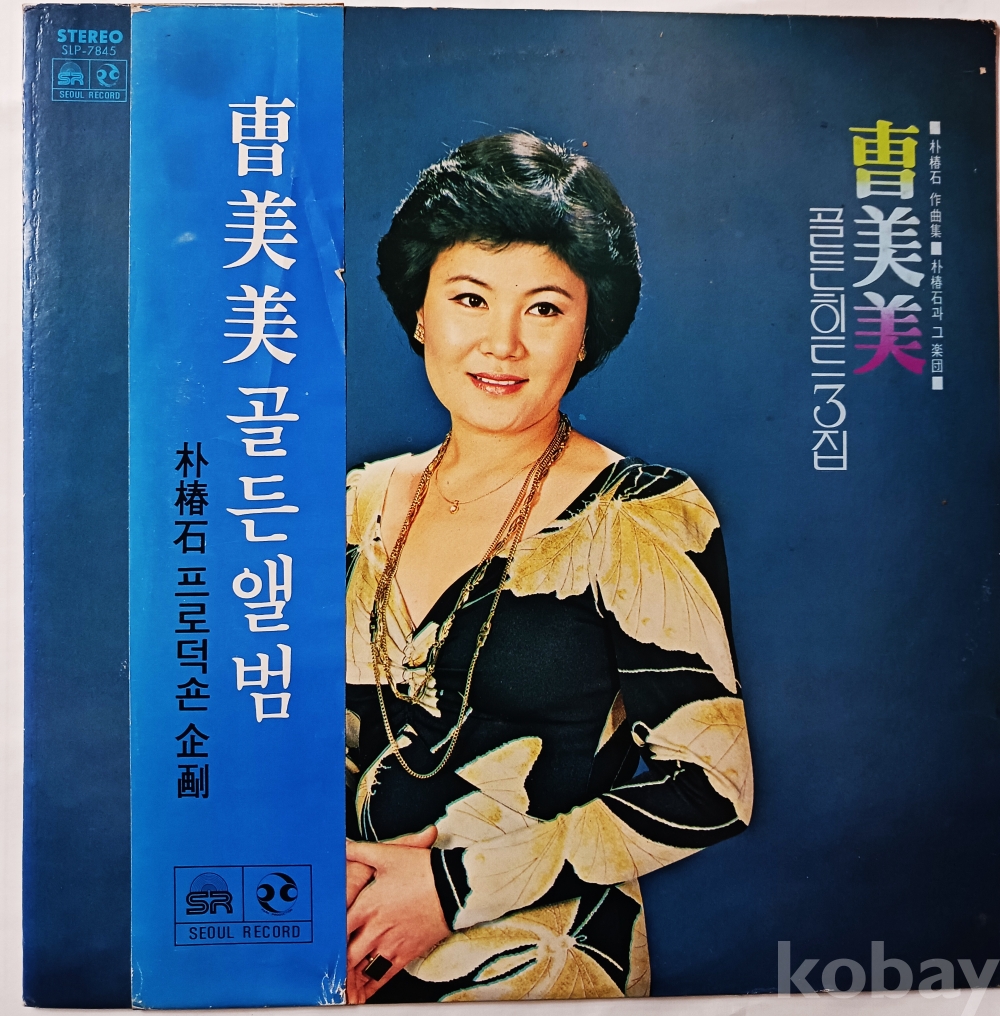 STEREO
SLP-7845
SR
SEOUL RECORD
曺美美 골든앨범
朴椿石 프로덕숀 企劃
SR
SEOUL RECORD
■朴椿石 作曲集■朴椿石과 그 楽団■
曺美美
골든히트3집
kobay